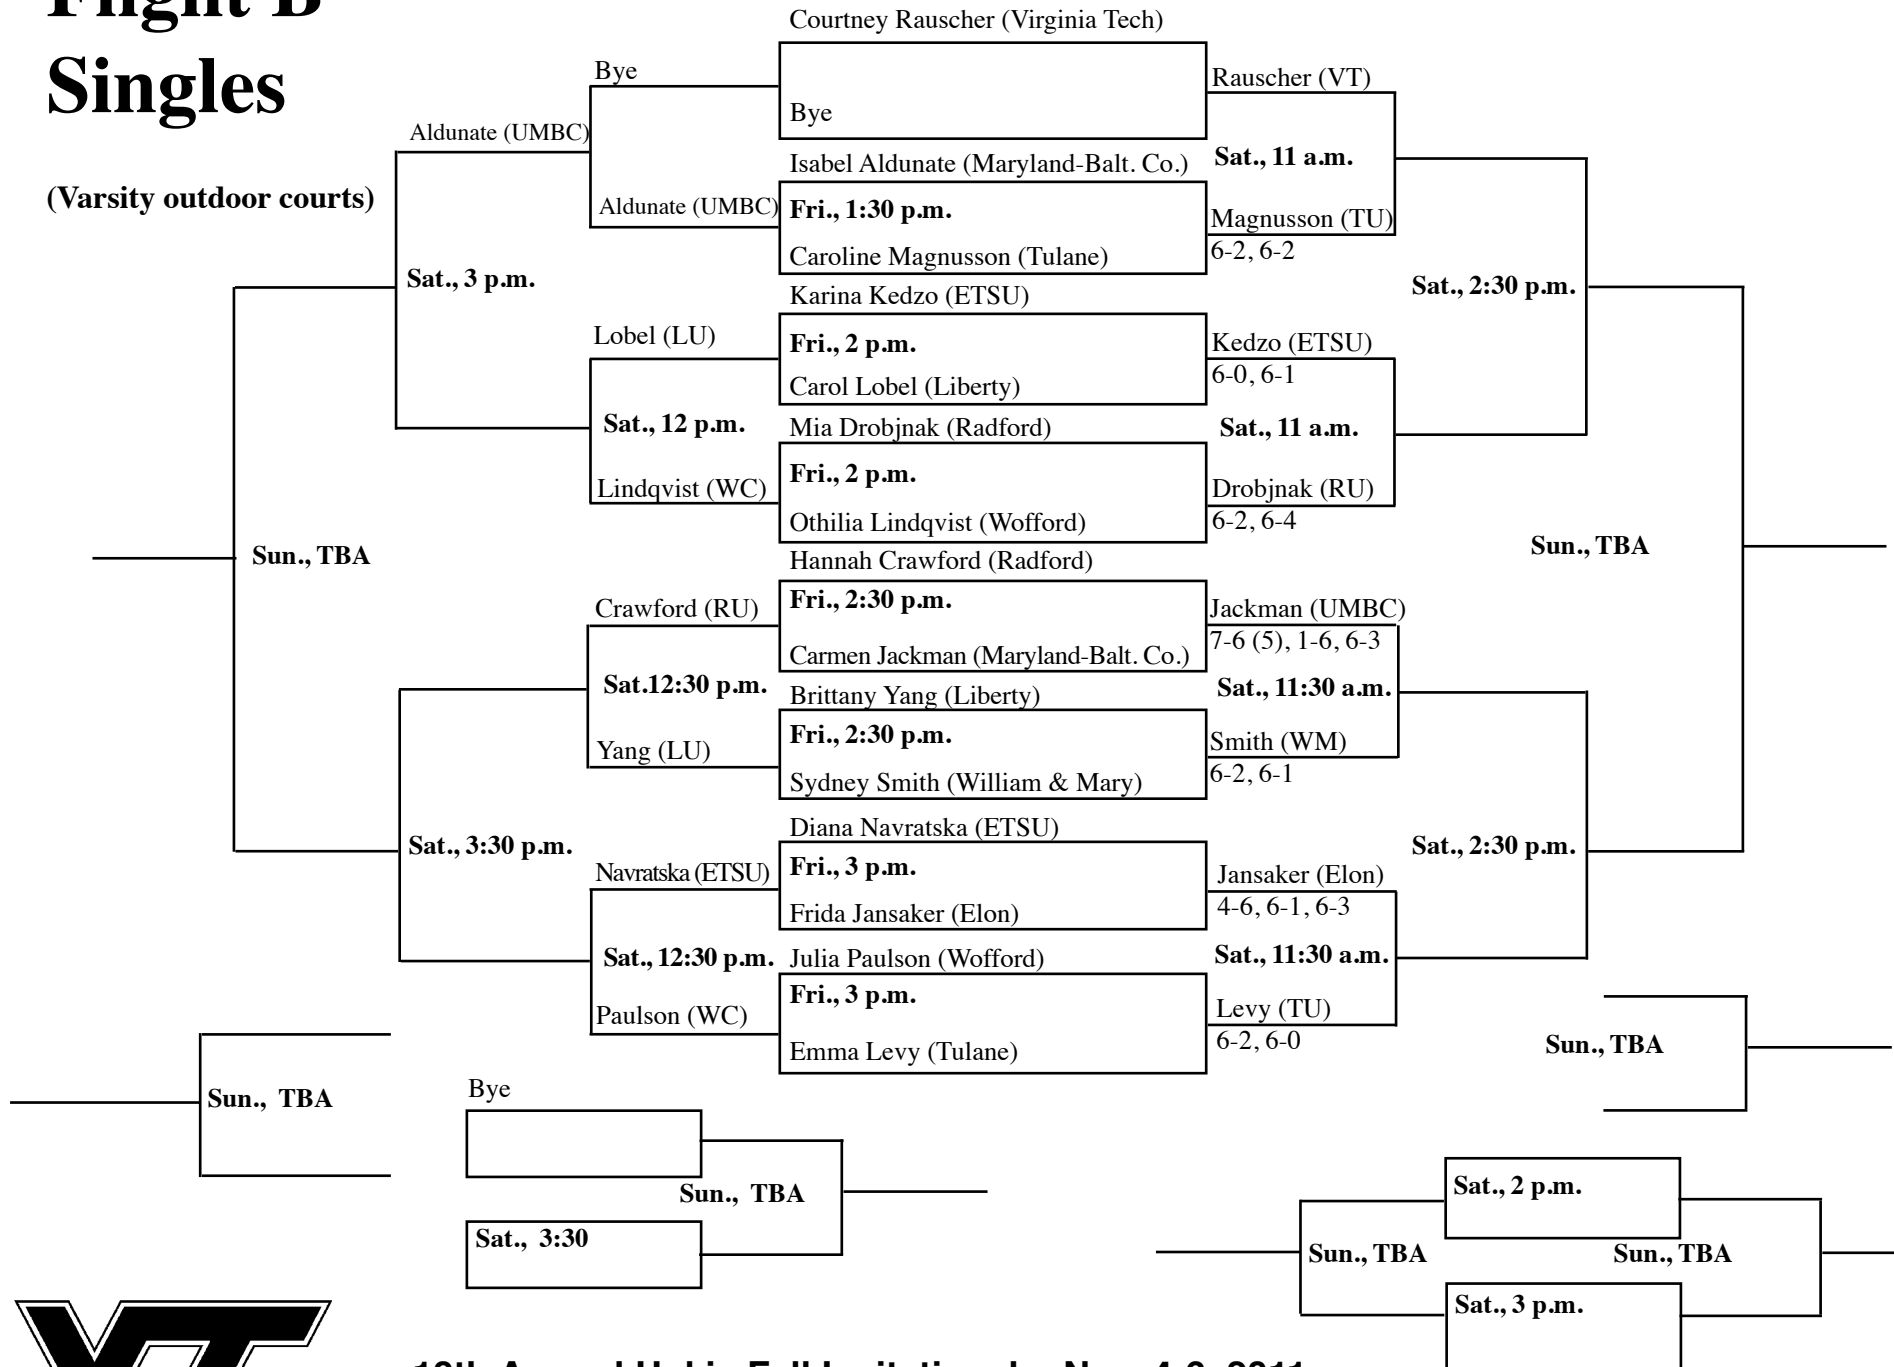 Flight B
Singles
(Varsity outdoor courts)
Courtney Rauscher (Virginia Tech)
Bye
Bye
Rauscher (VT)
Aldunate (UMBC)
Isabel Aldunate (Maryland-Balt. Co.)
Sat., 11 a.m.
Aldunate (UMBC)
Fri., 1:30 p.m.
Magnusson (TU)
Caroline Magnusson (Tulane)
6-2, 6-2
Sat., 3 p.m.
Karina Kedzo (ETSU)
Sat., 2:30 p.m.
Lobel (LU)
Fri., 2 p.m.
Kedzo (ETSU)
Carol Lobel (Liberty)
6-0, 6-1
Sat., 12 p.m.
Mia Drobjnak (Radford)
Sat., 11 a.m.
Lindqvist (WC)
Fri., 2 p.m.
Drobjnak (RU)
Othilia Lindqvist (Wofford)
6-2, 6-4
Sun., TBA
Hannah Crawford (Radford)
Sun., TBA
Crawford (RU)
Fri., 2:30 p.m.
Jackman (UMBC)
Carmen Jackman (Maryland-Balt. Co.)
7-6 (5), 1-6, 6-3
Sat.12:30 p.m.
Brittany Yang (Liberty)
Sat., 11:30 a.m.
Yang (LU)
Fri., 2:30 p.m.
Smith (WM)
Sydney Smith (William & Mary)
6-2, 6-1
Diana Navratska (ETSU)
Sat., 3:30 p.m.
Sat., 2:30 p.m.
Navratska (ETSU)
Fri., 3 p.m.
Jansaker (Elon)
Frida Jansaker (Elon)
4-6, 6-1, 6-3
Sat., 12:30 p.m.
Julia Paulson (Wofford)
Sat., 11:30 a.m.
Paulson (WC)
Fri., 3 p.m.
Levy (TU)
Emma Levy (Tulane)
6-2, 6-0
Sun., TBA
Sun., TBA
Bye
Sun., TBA
Sat., 3:30
Sat., 2 p.m.
Sun., TBA
Sun., TBA
Sat., 3 p.m.
VT